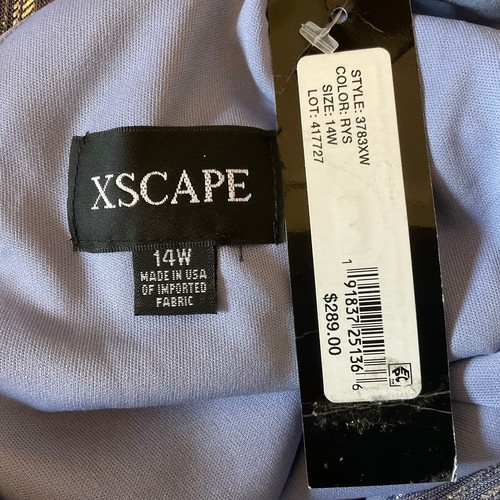 XSCAPE
14W
MADE IN USA
OF IMPORTED
FABRIC
STYLE: 3783XW
COLOR: RYS
SIZE: 14W
LOT: 417727
1 91837 25136 6
$289.00